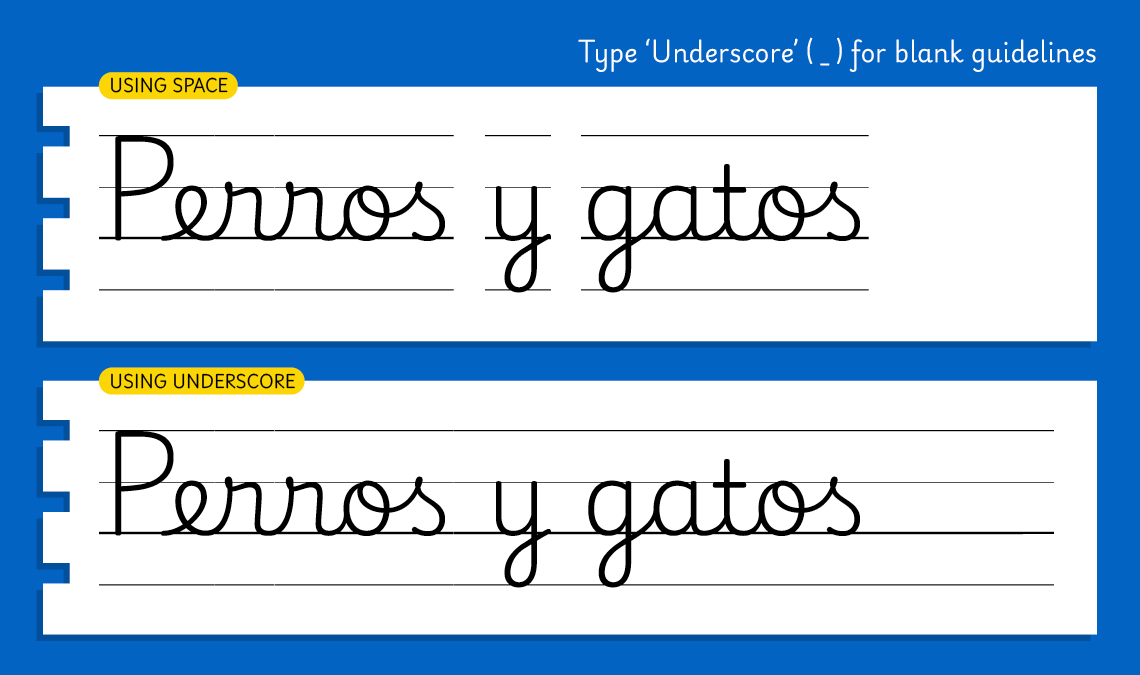 Type ‘Underscore’ ( _ ) for blank guidelines
USING SPACE
Perros y gatos
USING UNDERSCORE
Perros y gatos